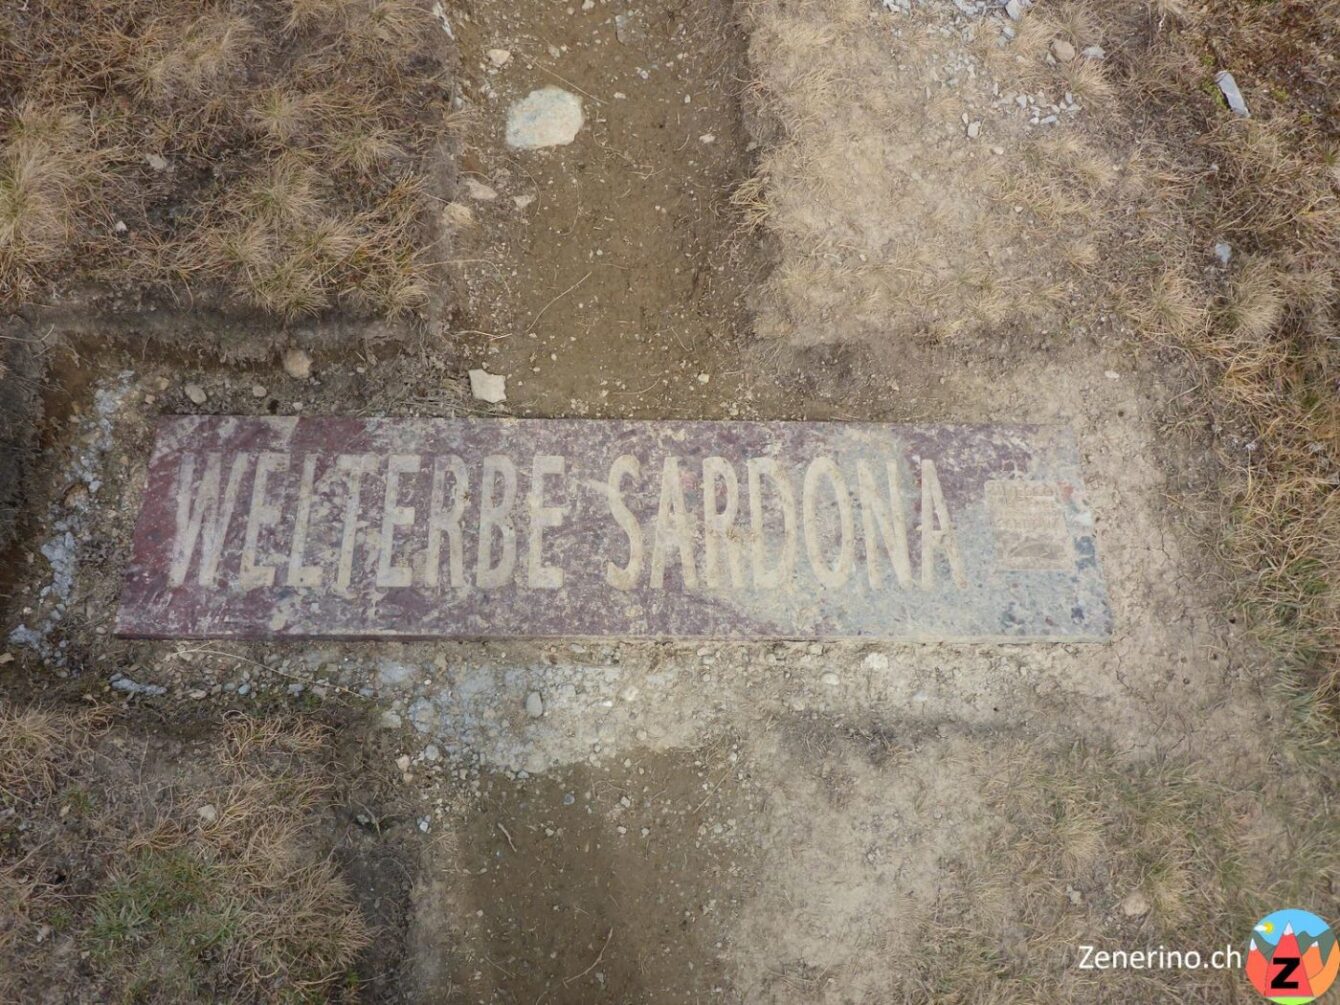 WELTERBE SARDONA
Zenerino.ch
Z